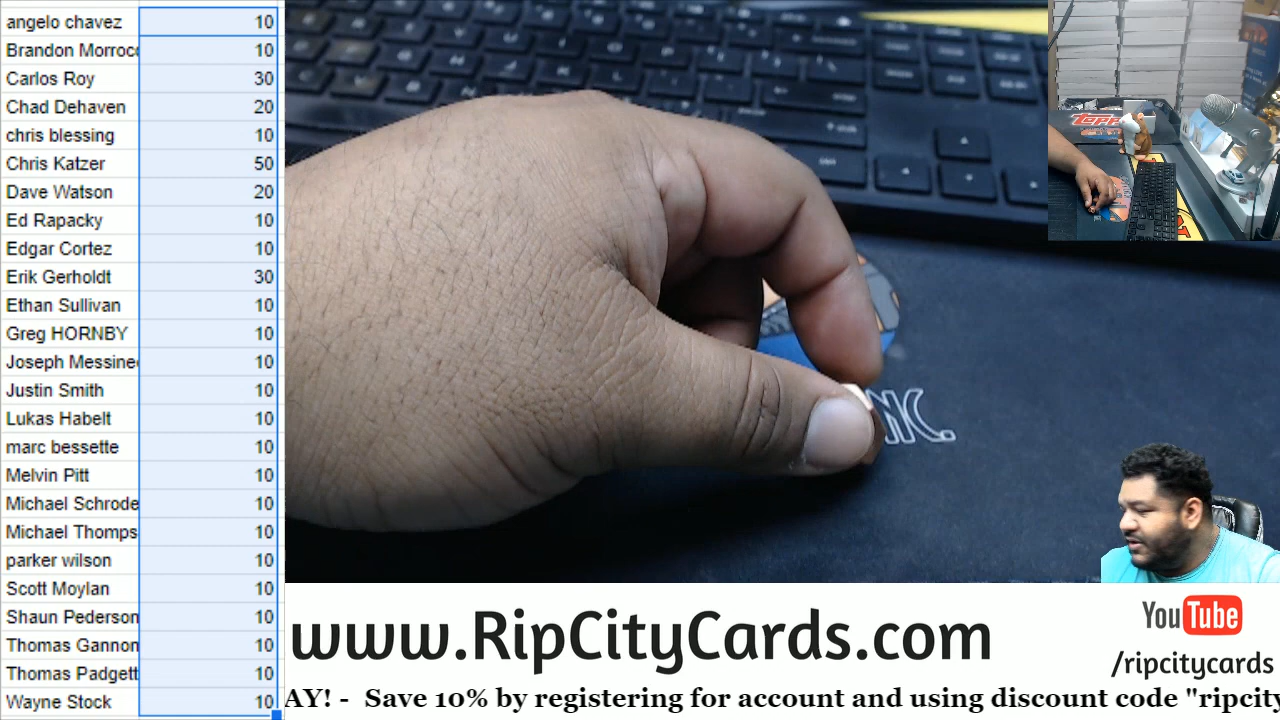 angelo chavez 10
Brandon Morroc 10
Carlos Roy 30
Chad Dehaven 20
chris blessing 10
Chris Katzer 50
Dave Watson 20
Ed Rapacky 10
Edgar Cortez 10
Erik Gerholdt 30
Ethan Sullivan 10
Greg HORNBY 10
Joseph Messine 10
Justin Smith 10
Lukas Habelt 10
marc bessette 10
Melvin Pitt 10
Michael Schrode 10
Michael Thomps 10
parker wilson 10
Scott Moylan 10
Shaun Pederson 10
Thomas Gannon 10
Thomas Padgett 10
Wayne Stock 10
NC.
www.RipCityCards.com
YouTube
/ripcitycards
AY! - Save 10% by registering for account and using discount code "ripcity